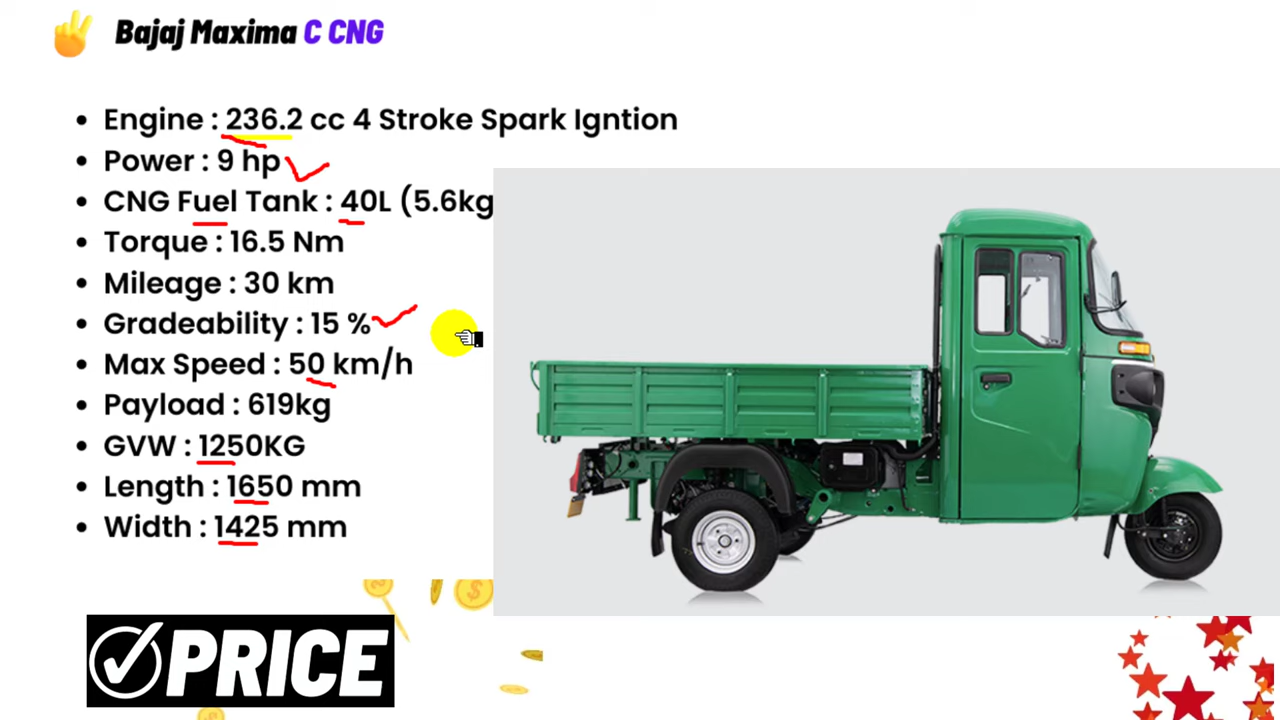 Bajaj Maxima C CNG
• Engine : 236.2 cc 4 Stroke Spark Igntion
• Power : 9 hp
• CNG Fuel Tank : 40L (5.6kg
• Torque : 16.5 Nm
• Mileage : 30 km
• Gradeability : 15 %
• Max Speed : 50 km/h
• Payload : 619kg
• GVW : 1250KG
• Length : 1650 mm
• Width : 1425 mm
PRICE